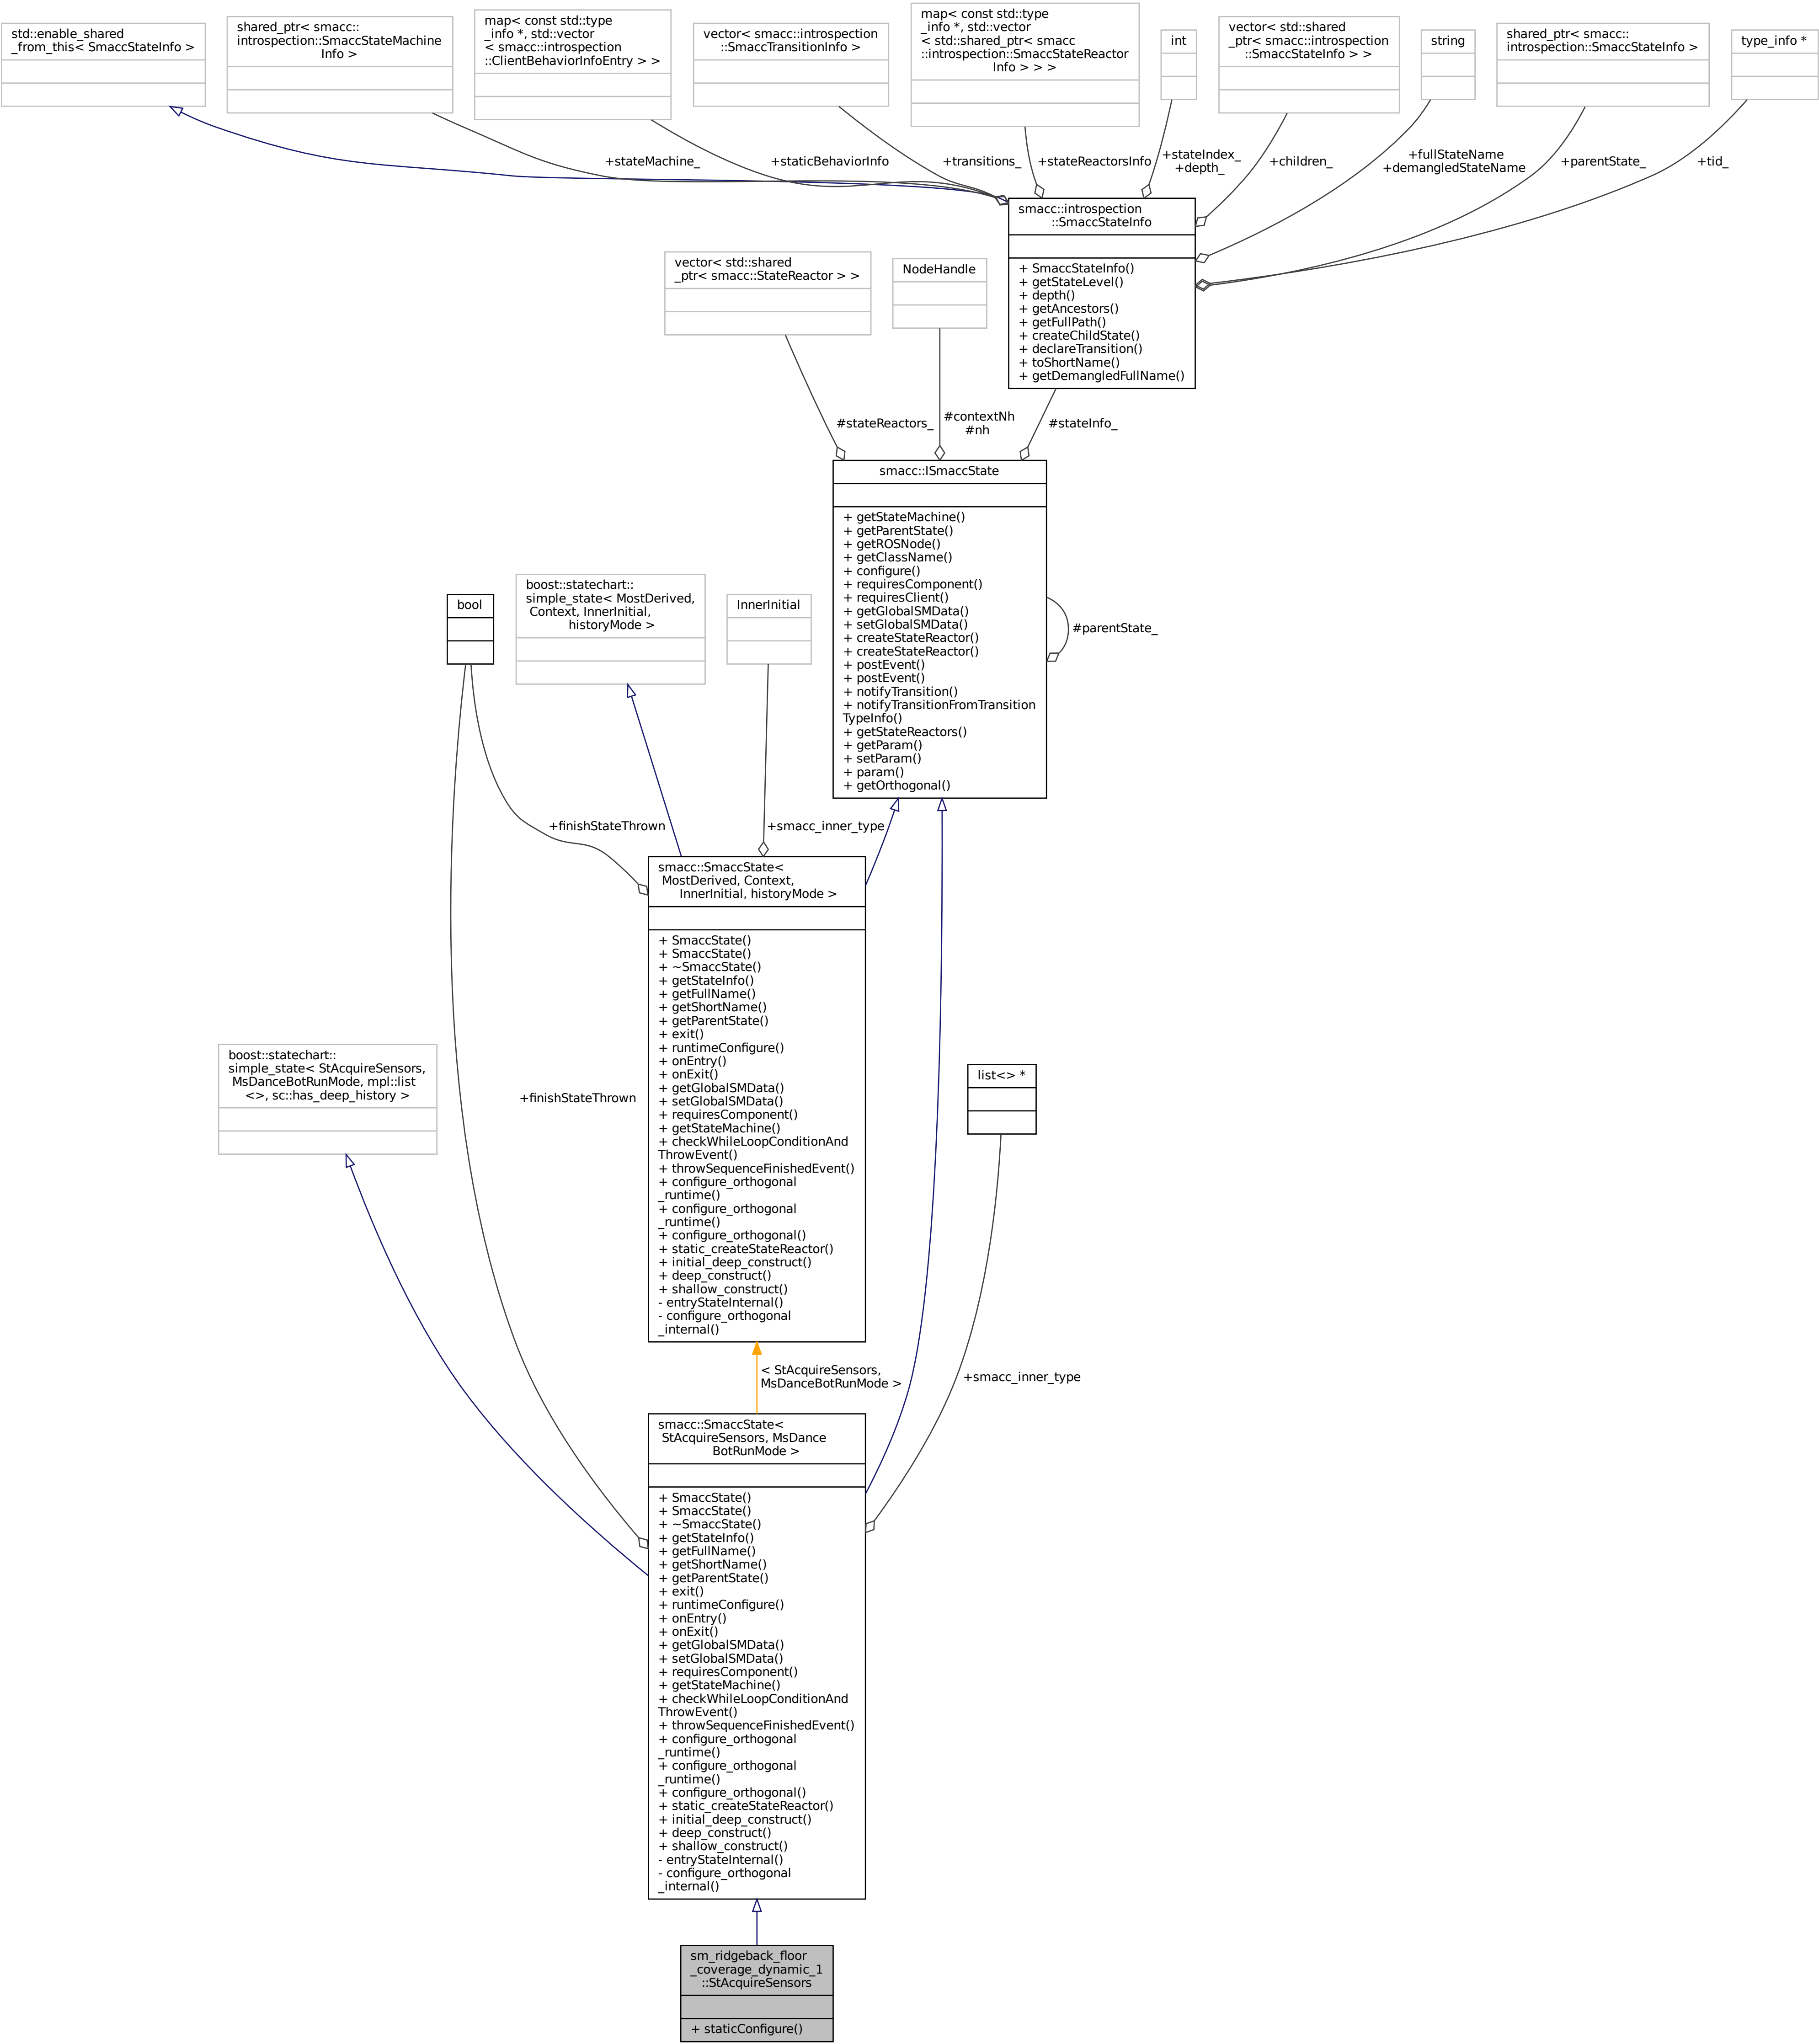 std::enable_shared
_from_this< SmaccStateInfo >
shared_ptr< smacc::
introspection::SmaccStateMachine
Info >
map< const std::type
_info *, std::vector
< smacc::introspection
::ClientBehaviorInfoEntry > >
vector< smacc::introspection
::SmaccTransitionInfo >
map< const std::type
_info *, std::vector
< std::shared_ptr< smacc
::introspection::SmaccStateReactor
Info > > >
int
vector< std::shared
_ptr< smacc::introspection
::SmaccStateInfo > >
string
shared_ptr< smacc::
introspection::SmaccStateInfo >
type_info *
+stateMachine_
+staticBehaviorInfo
+transitions_
+stateReactorsInfo
+stateIndex_
+depth_
+children_
+fullStateName
+demangledStateName
+parentState_
+tid_
smacc::introspection
::SmaccStateInfo
+ SmaccStateInfo()
+ getStateLevel()
+ depth()
+ getAncestors()
+ getFullPath()
+ createChildState()
+ declareTransition()
+ toShortName()
+ getDemangledFullName()
vector< std::shared
_ptr< smacc::StateReactor > >
NodeHandle
#stateReactors_
#contextNh
#nh
#stateInfo_
smacc::ISmaccState
+ getStateMachine()
+ getParentState()
+ getROSNode()
+ getClassName()
+ configure()
+ requiresComponent()
+ requiresClient()
+ getGlobalSMData()
+ setGlobalSMData()
+ createStateReactor()
+ createStateReactor()
+ postEvent()
+ postEvent()
+ notifyTransition()
+ notifyTransitionFromTransition
TypeInfo()
+ getStateReactors()
+ getParam()
+ setParam()
+ param()
+ getOrthogonal()
#parentState_
bool
boost::statechart::
simple_state< MostDerived,
Context, InnerInitial,
historyMode >
InnerInitial
+finishStateThrown
+smacc_inner_type
smacc::SmaccState<
MostDerived, Context,
InnerInitial, historyMode >
+ SmaccState()
+ SmaccState()
+ ~SmaccState()
+ getStateInfo()
+ getFullName()
+ getShortName()
+ getParentState()
+ exit()
+ runtimeConfigure()
+ onEntry()
+ onExit()
+ getGlobalSMData()
+ setGlobalSMData()
+ requiresComponent()
+ getStateMachine()
+ checkWhileLoopConditionAnd
ThrowEvent()
+ throwSequenceFinishedEvent()
+ configure_orthogonal
_runtime()
+ configure_orthogonal
_runtime()
+ configure_orthogonal()
+ static_createStateReactor()
+ initial_deep_construct()
+ deep_construct()
+ shallow_construct()
- entryStateInternal()
- configure_orthogonal
_internal()
boost::statechart::
simple_state< StAcquireSensors,
MsDanceBotRunMode, mpl::list
<>, sc::has_deep_history >
+finishStateThrown
list<> *
< StAcquireSensors,
MsDanceBotRunMode >
+smacc_inner_type
smacc::SmaccState<
StAcquireSensors, MsDance
BotRunMode >
+ SmaccState()
+ SmaccState()
+ ~SmaccState()
+ getStateInfo()
+ getFullName()
+ getShortName()
+ getParentState()
+ exit()
+ runtimeConfigure()
+ onEntry()
+ onExit()
+ getGlobalSMData()
+ setGlobalSMData()
+ requiresComponent()
+ getStateMachine()
+ checkWhileLoopConditionAnd
ThrowEvent()
+ throwSequenceFinishedEvent()
+ configure_orthogonal
_runtime()
+ configure_orthogonal
_runtime()
+ configure_orthogonal()
+ static_createStateReactor()
+ initial_deep_construct()
+ deep_construct()
+ shallow_construct()
- entryStateInternal()
- configure_orthogonal
_internal()
sm_ridgeback_floor
_coverage_dynamic_1
::StAcquireSensors
+ staticConfigure()